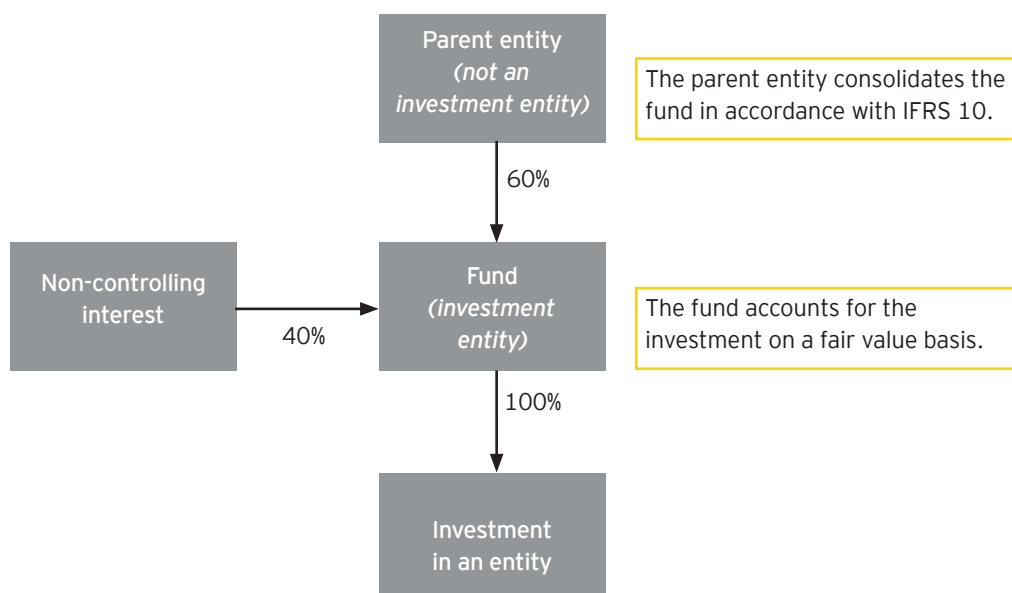 Parent entity
(not an
investment entity)
The parent entity consolidates the
fund in accordance with IFRS 10.
60%
Non-controlling
interest
40%
Fund
(investment
entity)
The fund accounts for the
investment on a fair value basis.
100%
Investment
in an entity